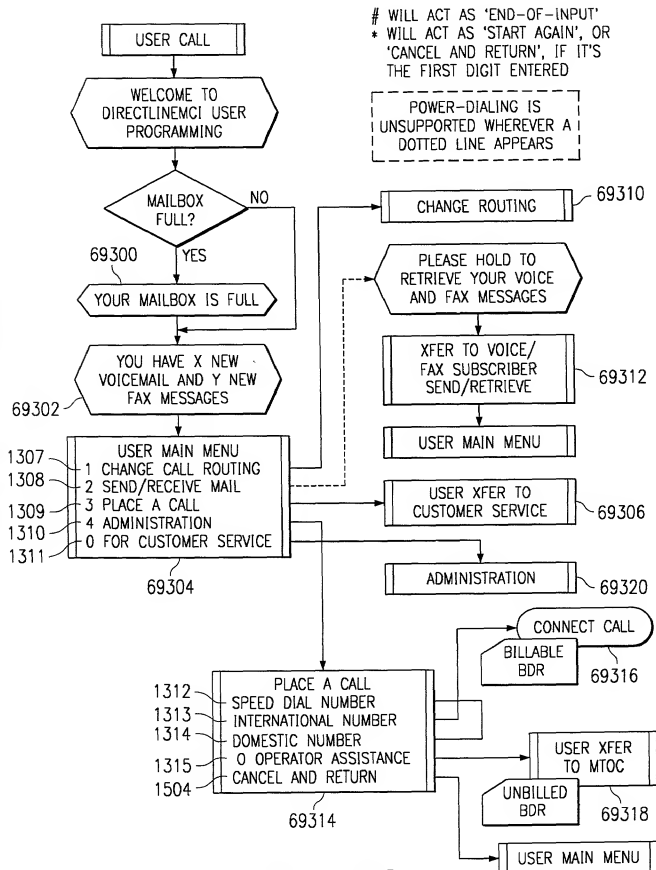 # WILL ACT AS 'END-OF-INPUT'
* WILL ACT AS 'START AGAIN', OR
'CANCEL AND RETURN', IF IT'S
THE FIRST DIGIT ENTERED
USER CALL
WELCOME TO
DIRECTLINEMCI USER
PROGRAMMING
POWER-DIALING IS
UNSUPPORTED WHEREVER A
DOTTED LINE APPEARS
MAILBOX
FULL?
NO
YES
69300
YOUR MAILBOX IS FULL
69310
CHANGE ROUTING
PLEASE HOLD TO
RETRIEVE YOUR VOICE
AND FAX MESSAGES
YOU HAVE X NEW
VOICEMAIL AND Y NEW
FAX MESSAGES
69302
XFER TO VOICE/
FAX SUBSCRIBER
SEND/RETRIEVE
69312
USER MAIN MENU
USER MAIN MENU
1307 1 CHANGE CALL ROUTING
1308 2 SEND/RECEIVE MAIL
1309 3 PLACE A CALL
1310 4 ADMINISTRATION
1311 0 FOR CUSTOMER SERVICE
69304
USER XFER TO
CUSTOMER SERVICE
69306
ADMINISTRATION
69320
CONNECT CALL
BILLABLE
BDR
69316
PLACE A CALL
1312 SPEED DIAL NUMBER
1313 INTERNATIONAL NUMBER
1314 DOMESTIC NUMBER
1315 0 OPERATOR ASSISTANCE
1504 CANCEL AND RETURN
69314
USER XFER
TO MTOC
UNBILLED
BDR
69318
USER MAIN MENU